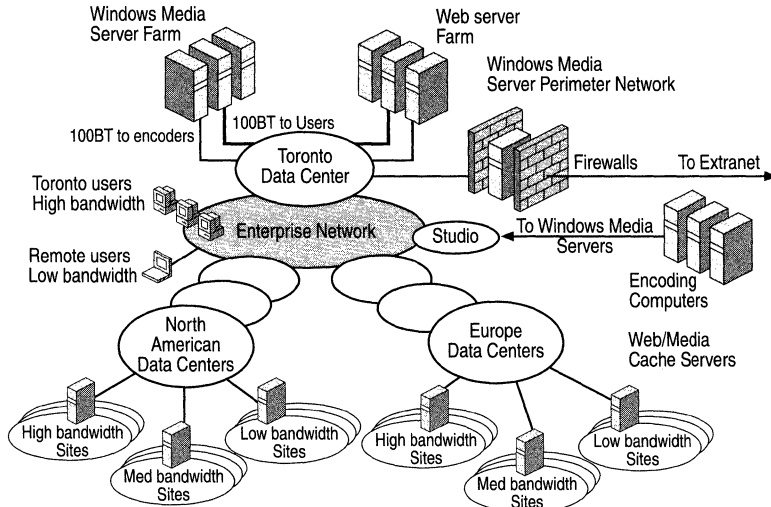 Windows Media
Server Farm
Web server
Farm
Windows Media
Server Perimeter Network
100BT to encoders
100BT to Users
Toronto
Data Center
Firewalls
To Extranet
Toronto users
High bandwidth
Enterprise Network
Studio
To Windows Media
Servers
Remote users
Low bandwidth
Encoding
Computers
North
American
Data Centers
Europe
Data Centers
Web/Media
Cache Servers
High bandwidth
Sites
Med bandwidth
Sites
Low bandwidth
Sites
High bandwidth
Sites
Med bandwidth
Sites
Low bandwidth
Sites